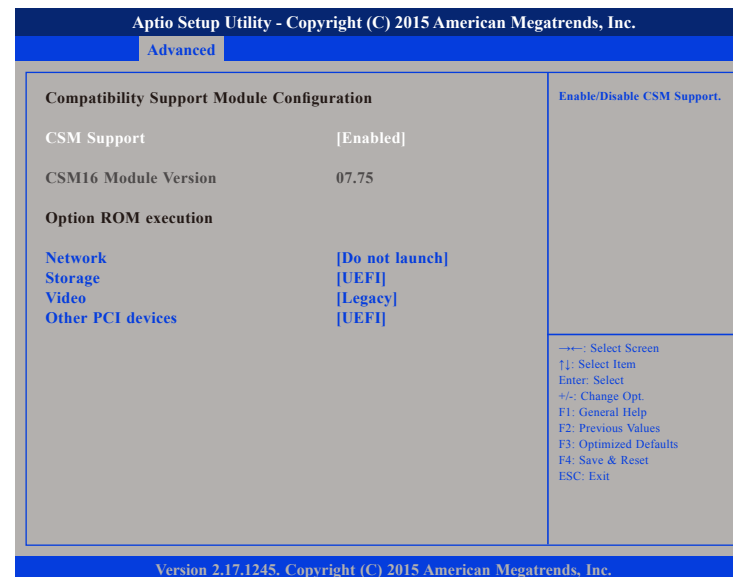 Aptio Setup Utility - Copyright (C) 2015 American Megatrends, Inc.
Advanced
Compatibility Support Module Configuration
CSM Support [Enabled]
CSM16 Module Version 07.75
Option ROM execution
Network [Do not launch]
Storage [UEFI]
Video [Legacy]
Other PCI devices [UEFI]
Enable/Disable CSM Support.
→←: Select Screen
↑↓: Select Item
Enter: Select
+/-: Change Opt.
F1: General Help
F2: Previous Values
F3: Optimized Defaults
F4: Save & Reset
ESC: Exit
Version 2.17.1245. Copyright (C) 2015 American Megatrends, Inc.